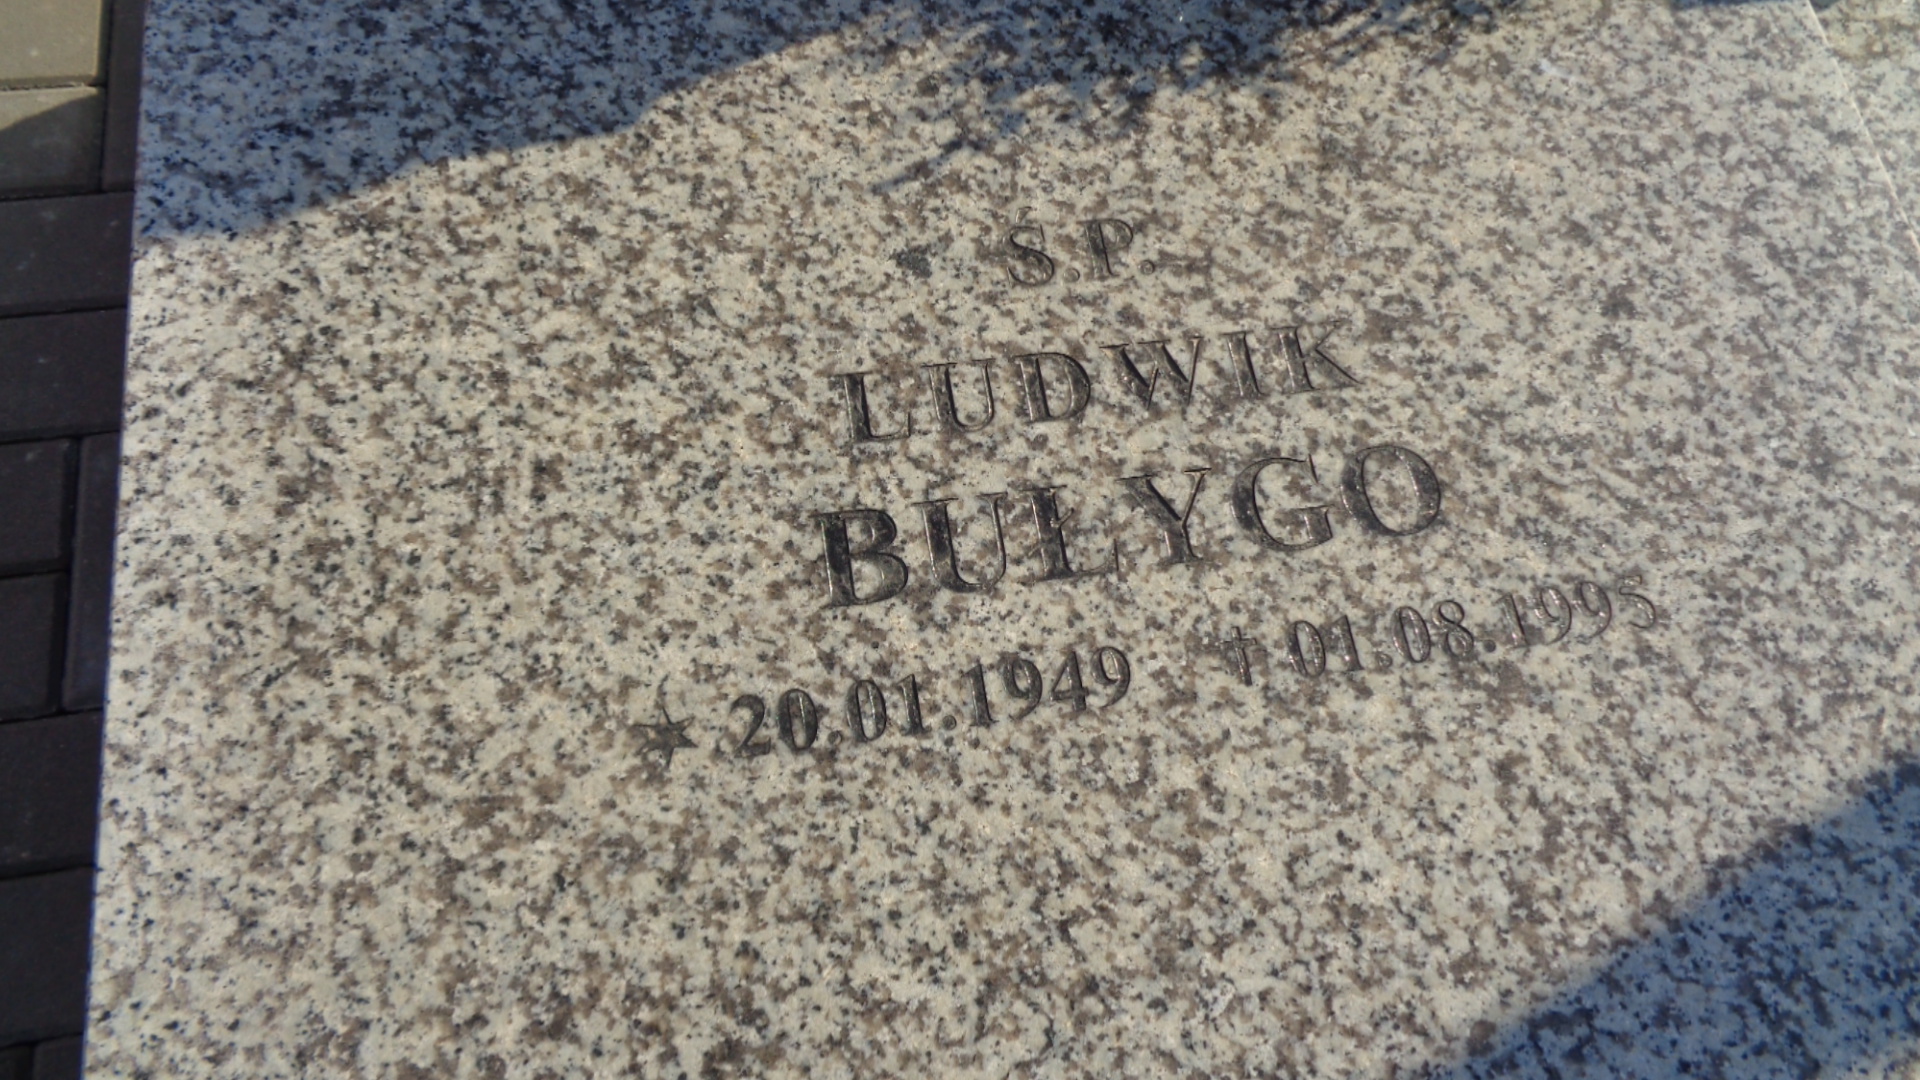 Ś.P.
LUDWIK
BUŁYGO
✶ 20.01.1949 † 01.08.1995